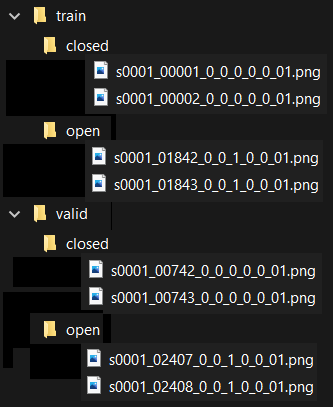 train
closed
s0001_00001_0_0_0_0_0_01.png
s0001_00002_0_0_0_0_0_01.png
open
s0001_01842_0_0_1_0_0_01.png
s0001_01843_0_0_1_0_0_01.png
valid
closed
s0001_00742_0_0_0_0_0_01.png
s0001_00743_0_0_0_0_0_01.png
open
s0001_02407_0_0_1_0_0_01.png
s0001_02408_0_0_1_0_0_01.png